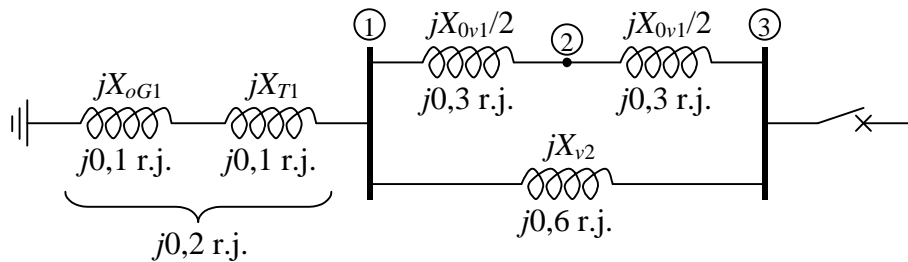 1 jX0v1/2 2 jX0v1/2 3
jXoG1 jXT1 j0,3 r.j. j0,3 r.j.
j0,1 r.j. j0,1 r.j. jXv2
j0,2 r.j. j0,6 r.j.